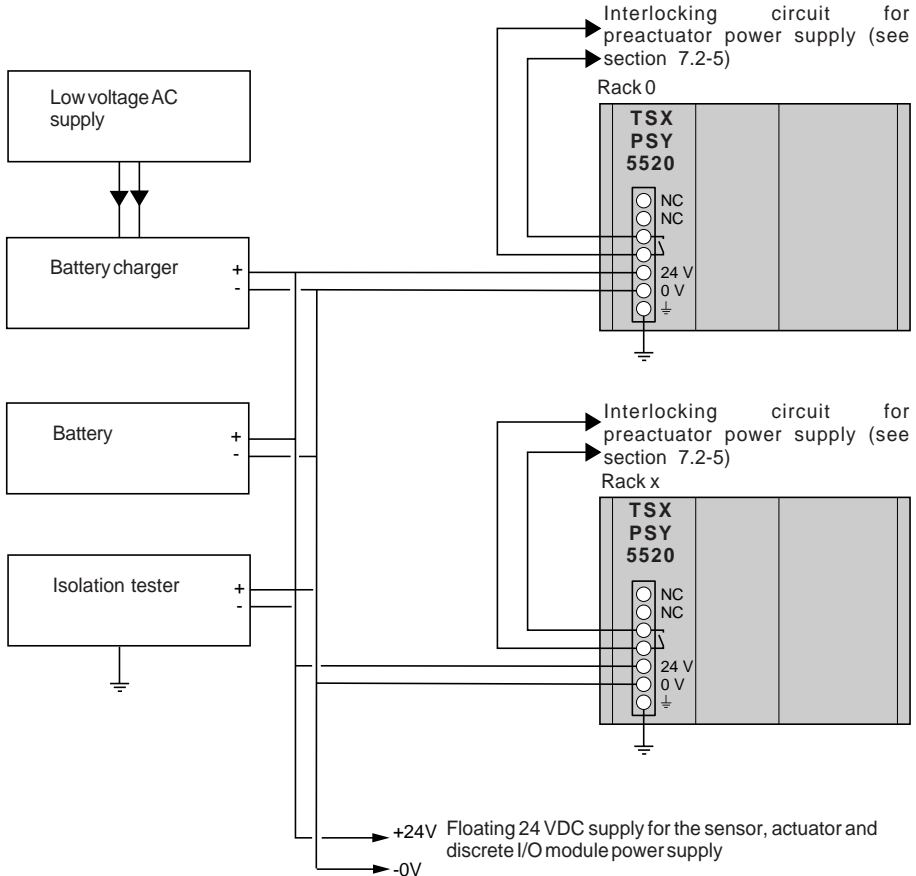 Interlocking circuit for
preactuator power supply (see
section 7.2-5)
Rack 0
Low voltage AC
supply
TSX
PSY
5520
NC
NC
24 V
0 V
Battery charger
+
-
Interlocking circuit for
preactuator power supply (see
section 7.2-5)
Rack x
Battery
+
-
TSX
PSY
5520
NC
NC
24 V
0 V
Isolation tester
+
-
+24V Floating 24 VDC supply for the sensor, actuator and
discrete I/O module power supply
-0V